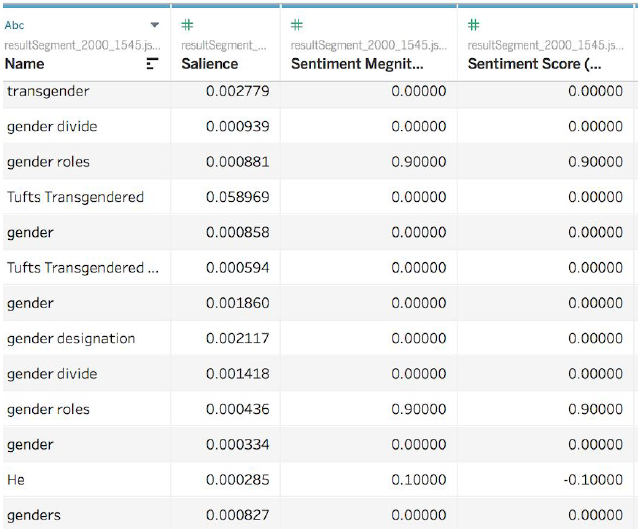 Abc
resultSegment_2000_1545.js... resultSegment_... resultSegment_2000_1545.js... resultSegment_2000_1545.js...
Name Salience Sentiment Megnit... Sentiment Score (...
transgender 0.002779 0.00000 0.00000
gender divide 0.000939 0.00000 0.00000
gender roles 0.000881 0.90000 0.90000
Tufts Transgendered 0.058969 0.00000 0.00000
gender 0.000858 0.00000 0.00000
Tufts Transgendered ... 0.000594 0.00000 0.00000
gender 0.001860 0.00000 0.00000
gender designation 0.002117 0.00000 0.00000
gender divide 0.001418 0.00000 0.00000
gender roles 0.000436 0.90000 0.90000
gender 0.000334 0.00000 0.00000
He 0.000285 0.10000 -0.10000
genders 0.000827 0.00000 0.00000